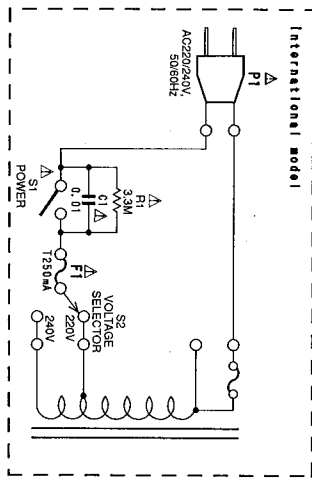 International model
P1
AC220/240V,
50/60Hz
R1
3.3M
C1
0.01
S1
POWER
F1
T250mA
S2
VOLTAGE
SELECTOR
220V
240V